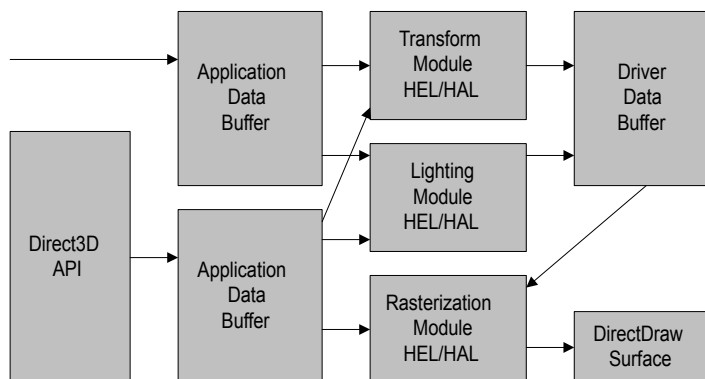 Application
Data
Buffer
Transform
Module
HEL/HAL
Driver
Data
Buffer
Lighting
Module
HEL/HAL
Direct3D
API
Application
Data
Buffer
Rasterization
Module
HEL/HAL
DirectDraw
Surface